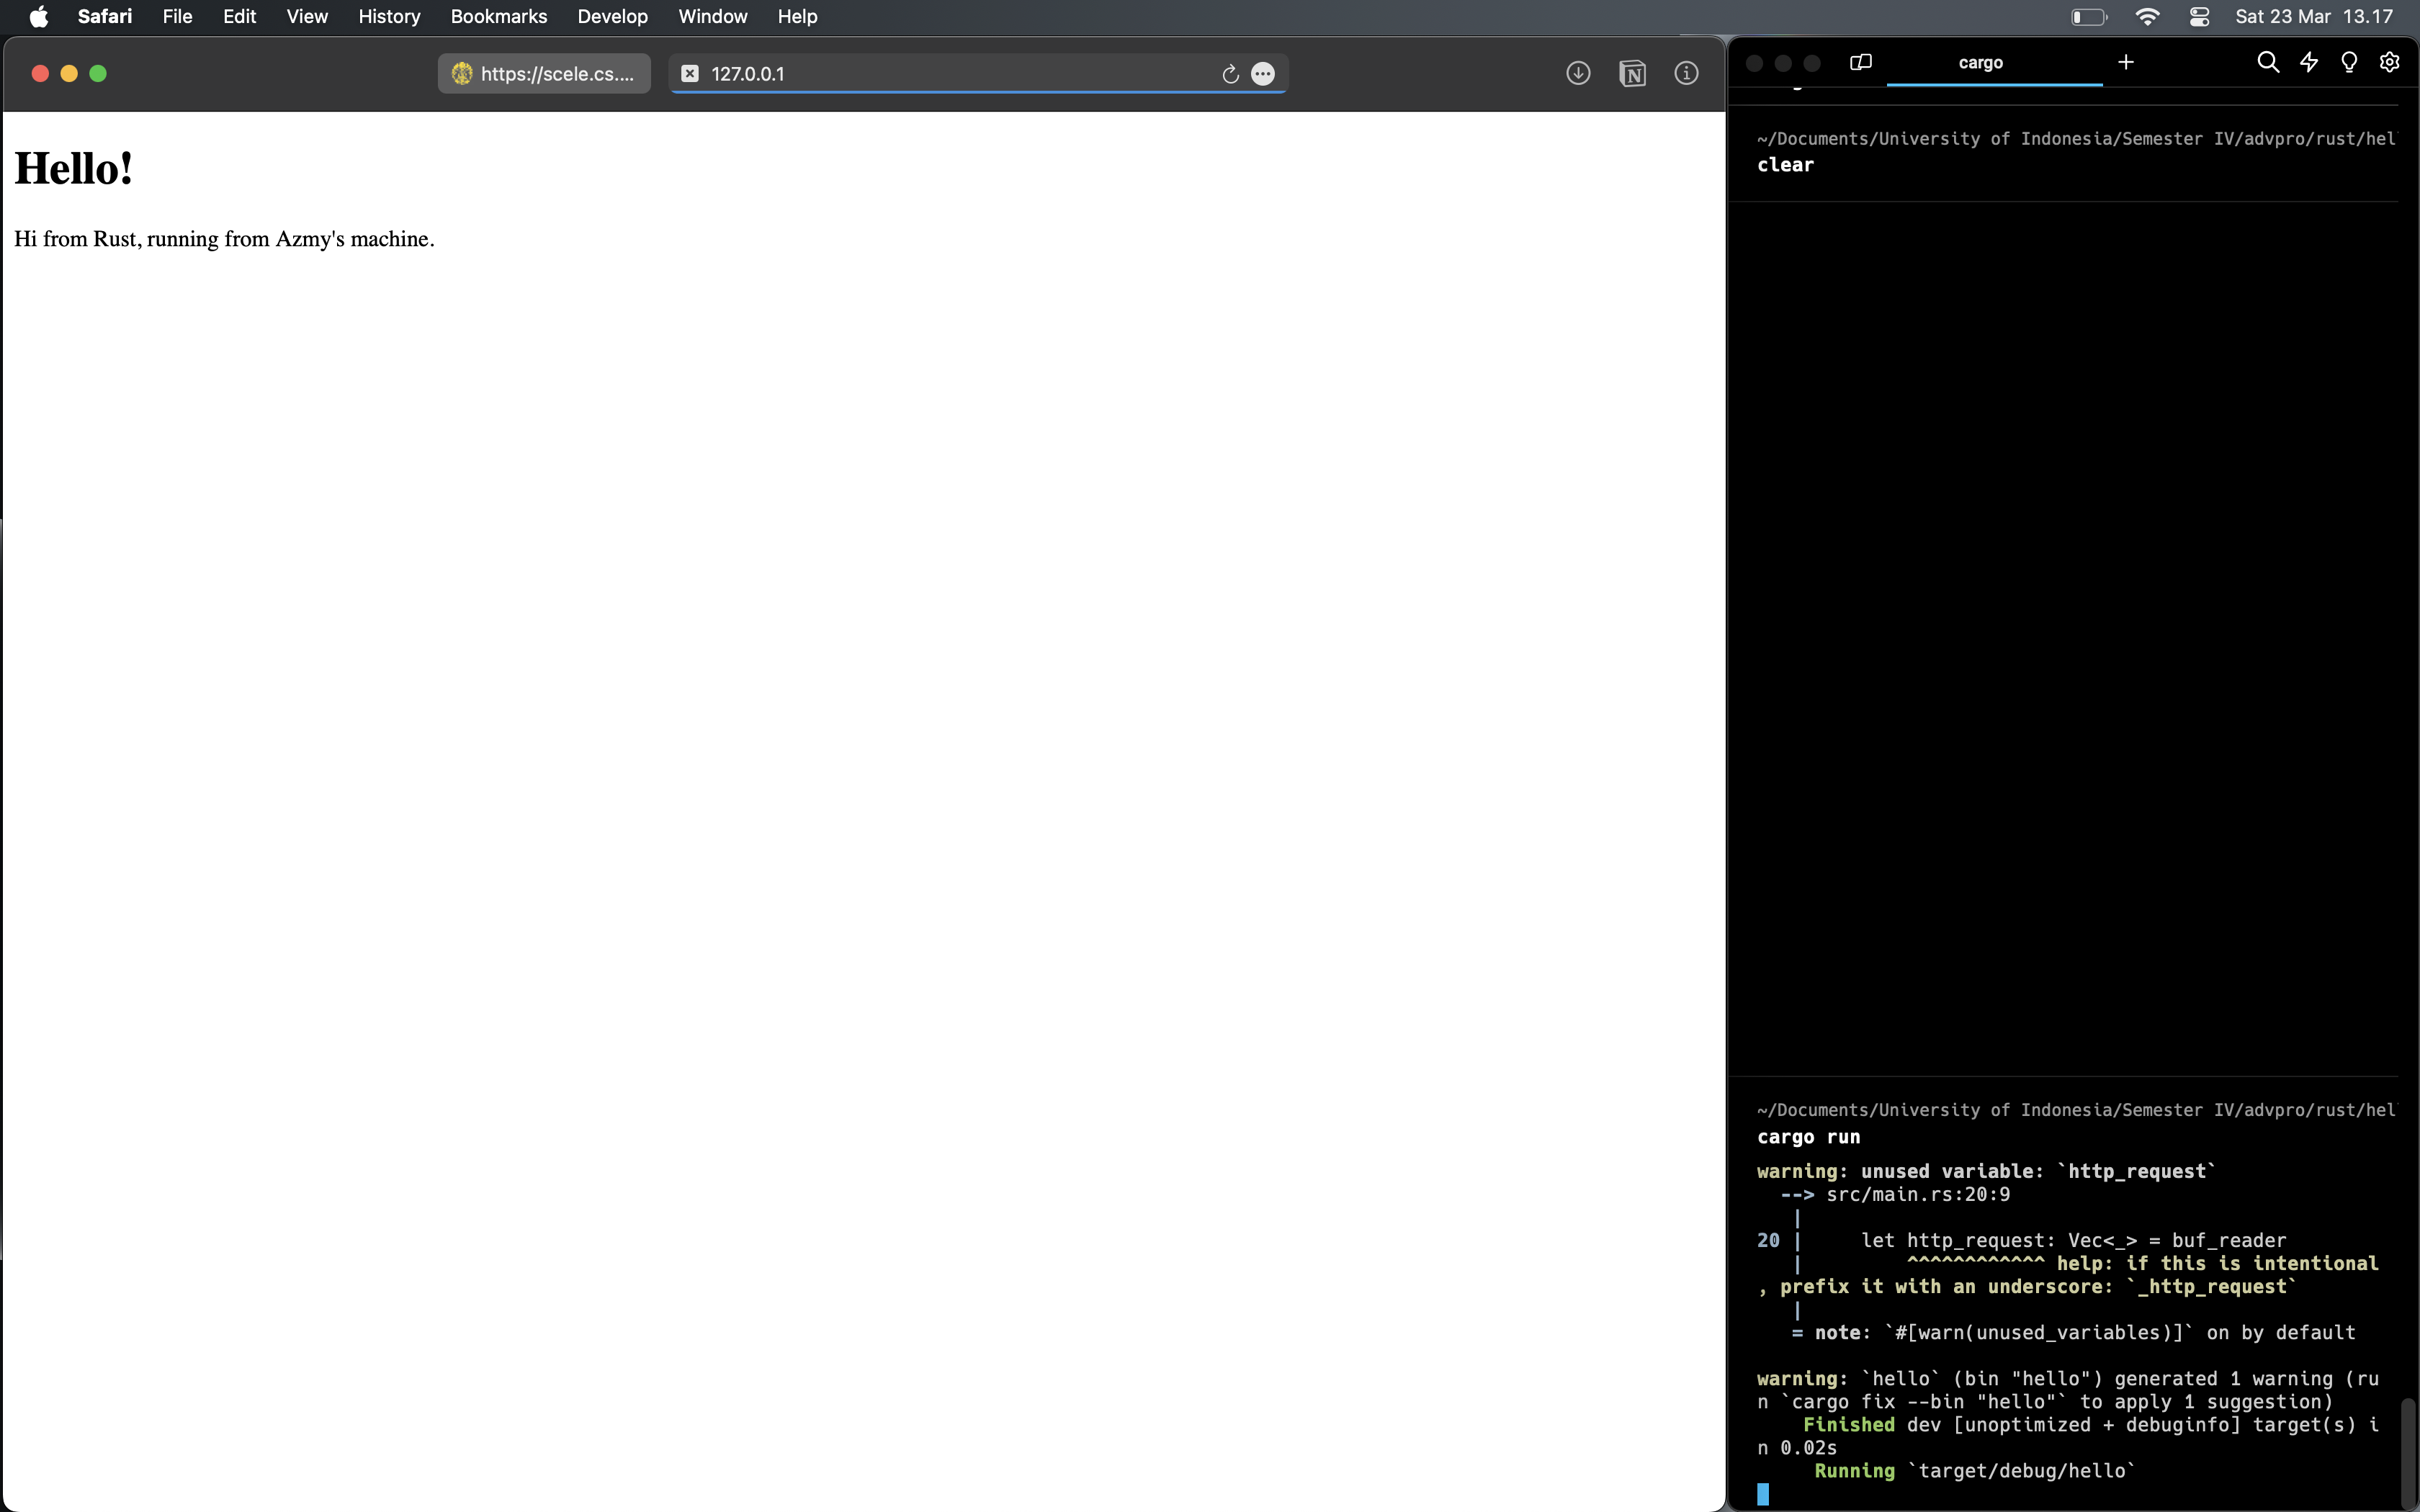 Safari File Edit View History Bookmarks Develop Window Help Sat 23 Mar 13.17
https://scele.cs.... 127.0.0.1
Hello!
Hi from Rust, running from Azmy's machine.
cargo
~/Documents/University of Indonesia/Semester IV/advpro/rust/hel
clear
~/Documents/University of Indonesia/Semester IV/advpro/rust/hel
cargo run
warning: unused variable: `http_request`
--> src/main.rs:20:9
|
20 | let http_request: Vec<_> = buf_reader
| ^^^^^^^^^^^^ help: if this is intentional
, prefix it with an underscore: `_http_request`
|
= note: `#[warn(unused_variables)]` on by default
warning: `hello` (bin "hello") generated 1 warning (ru
n `cargo fix --bin "hello"` to apply 1 suggestion)
Finished dev [unoptimized + debuginfo] target(s) i
n 0.02s
Running `target/debug/hello`